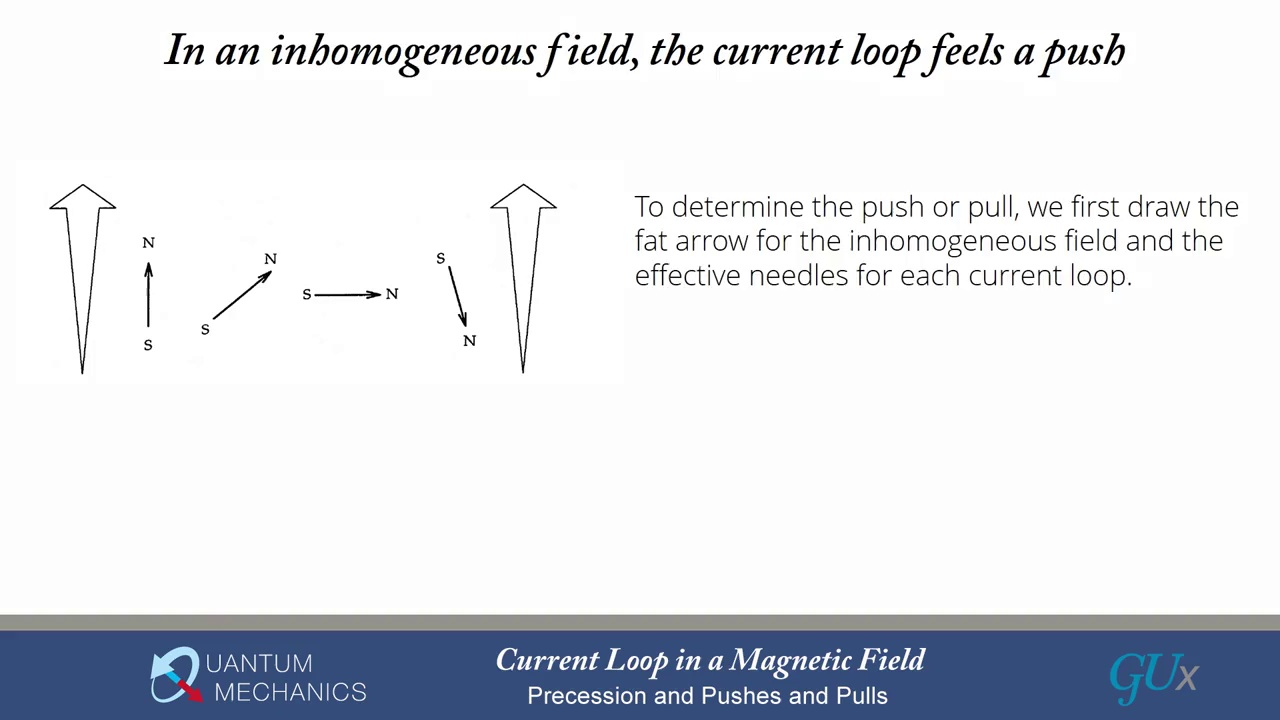 In an inhomogeneous field, the current loop feels a push
N
S
N
S
S N
S
N
To determine the push or pull, we first draw the
fat arrow for the inhomogeneous field and the
effective needles for each current loop.
QUANTUM
MECHANICS
Current Loop in a Magnetic Field
Precession and Pushes and Pulls
GUx